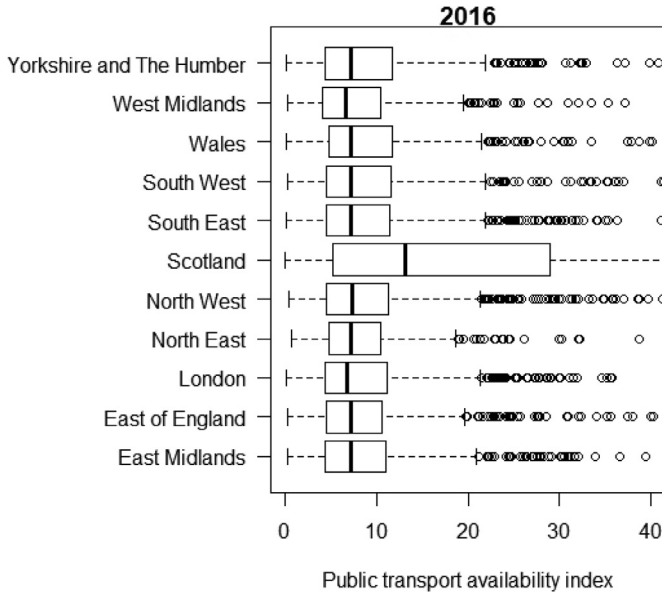 2016
Yorkshire and The Humber
West Midlands
Wales
South West
South East
Scotland
North West
North East
London
East of England
East Midlands
0 10 20 30 40
Public transport availability index